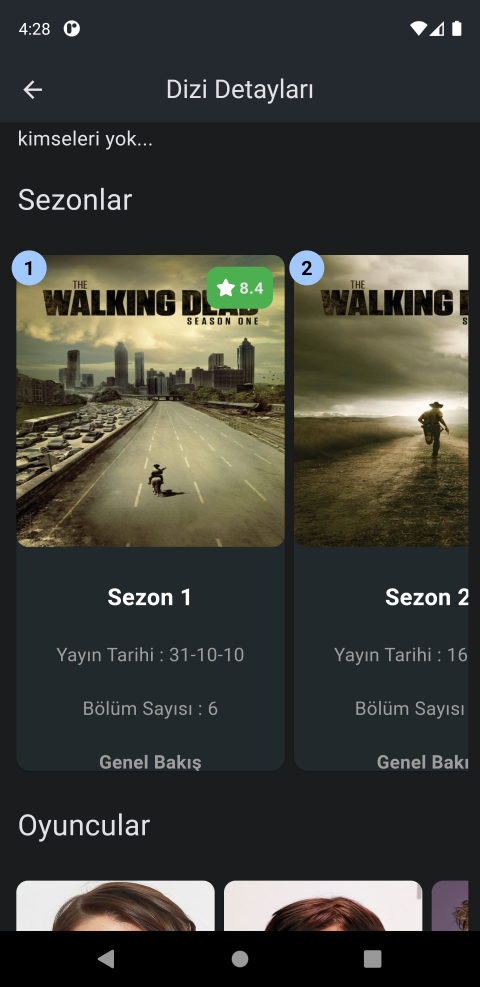 4:28
Dizi Detayları
kimseleri yok...
Sezonlar
1
8.4
THE
WALKING DEAD
SEASON ONE
2
THE
WALKING
Sezon 1
Yayın Tarihi : 31-10-10
Bölüm Sayısı : 6
Genel Bakış
Sezon 2
Yayın Tarihi : 16
Bölüm Sayısı
Genel Bakı
Oyuncular